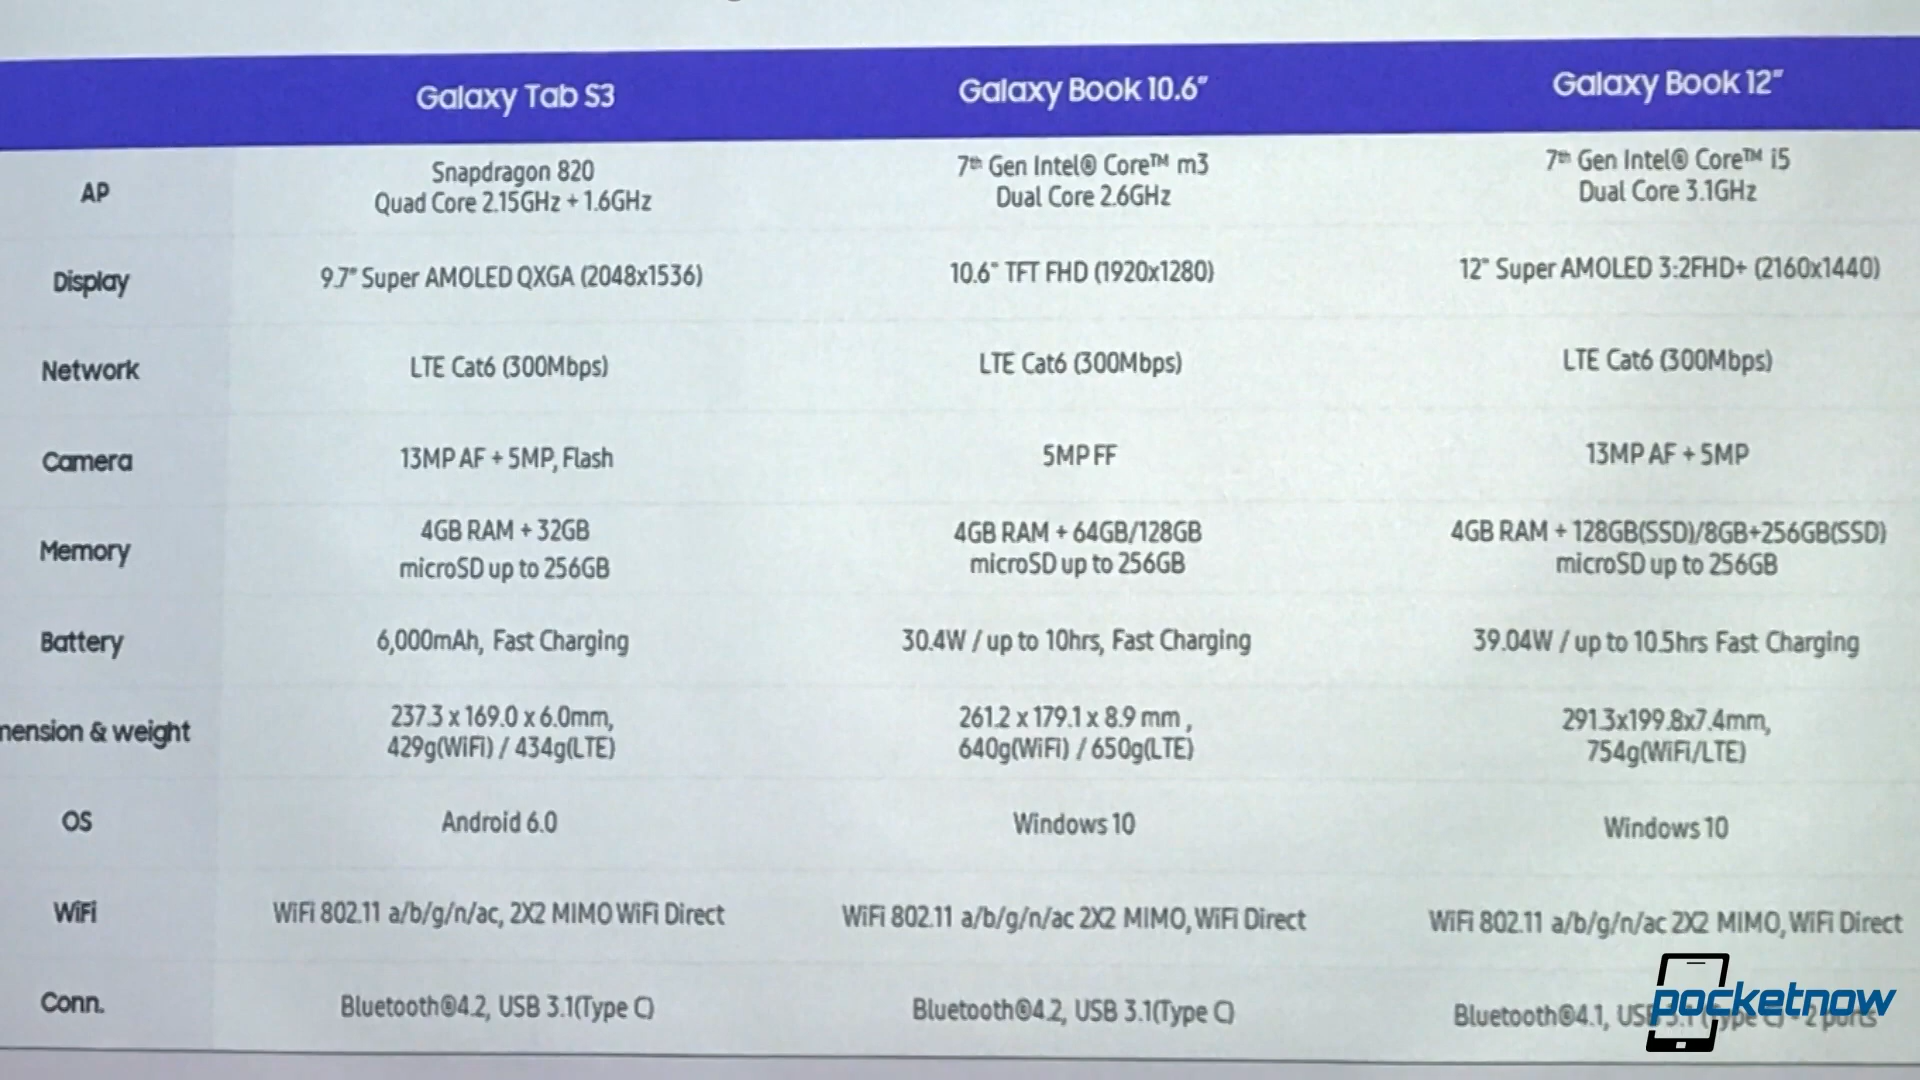 Galaxy Tab S3 Galaxy Book 10.6" Galaxy Book 12"
AP Snapdragon 820 7th Gen Intel® Core™ m3 7th Gen Intel® Core™ i5
Quad Core 2.15GHz + 1.6GHz Dual Core 2.6GHz Dual Core 3.1GHz
Display 9.7" Super AMOLED QXGA (2048x1536) 10.6" TFT FHD (1920x1280) 12" Super AMOLED 3:2FHD+ (2160x1440)
Network LTE Cat6 (300Mbps) LTE Cat6 (300Mbps) LTE Cat6 (300Mbps)
Camera 13MP AF + 5MP, Flash 5MP FF 13MP AF + 5MP
Memory 4GB RAM + 32GB 4GB RAM + 64GB/128GB 4GB RAM + 128GB(SSD)/8GB+256GB(SSD)
microSD up to 256GB microSD up to 256GB microSD up to 256GB
Battery 6,000mAh, Fast Charging 30.4W / up to 10hrs, Fast Charging 39.04W / up to 10.5hrs Fast Charging
mension & weight 237.3 x 169.0 x 6.0mm, 261.2 x 179.1 x 8.9 mm , 291.3x199.8x7.4mm,
429g(WiFi) / 434g(LTE) 640g(WiFi) / 650g(LTE) 754g(WiFi/LTE)
OS Android 6.0 Windows 10 Windows 10
WiFi WiFi 802.11 a/b/g/n/ac, 2X2 MIMO WiFi Direct WiFi 802.11 a/b/g/n/ac 2X2 MIMO, WiFi Direct WiFi 802.11 a/b/g/n/ac 2X2 MIMO, WiFi Direct
Conn. Bluetooth®4.2, USB 3.1(Type C) Bluetooth®4.2, USB 3.1(Type C) Bluetooth®4.1, USB 3.1 (Type C) - 2 ports
pocketnow